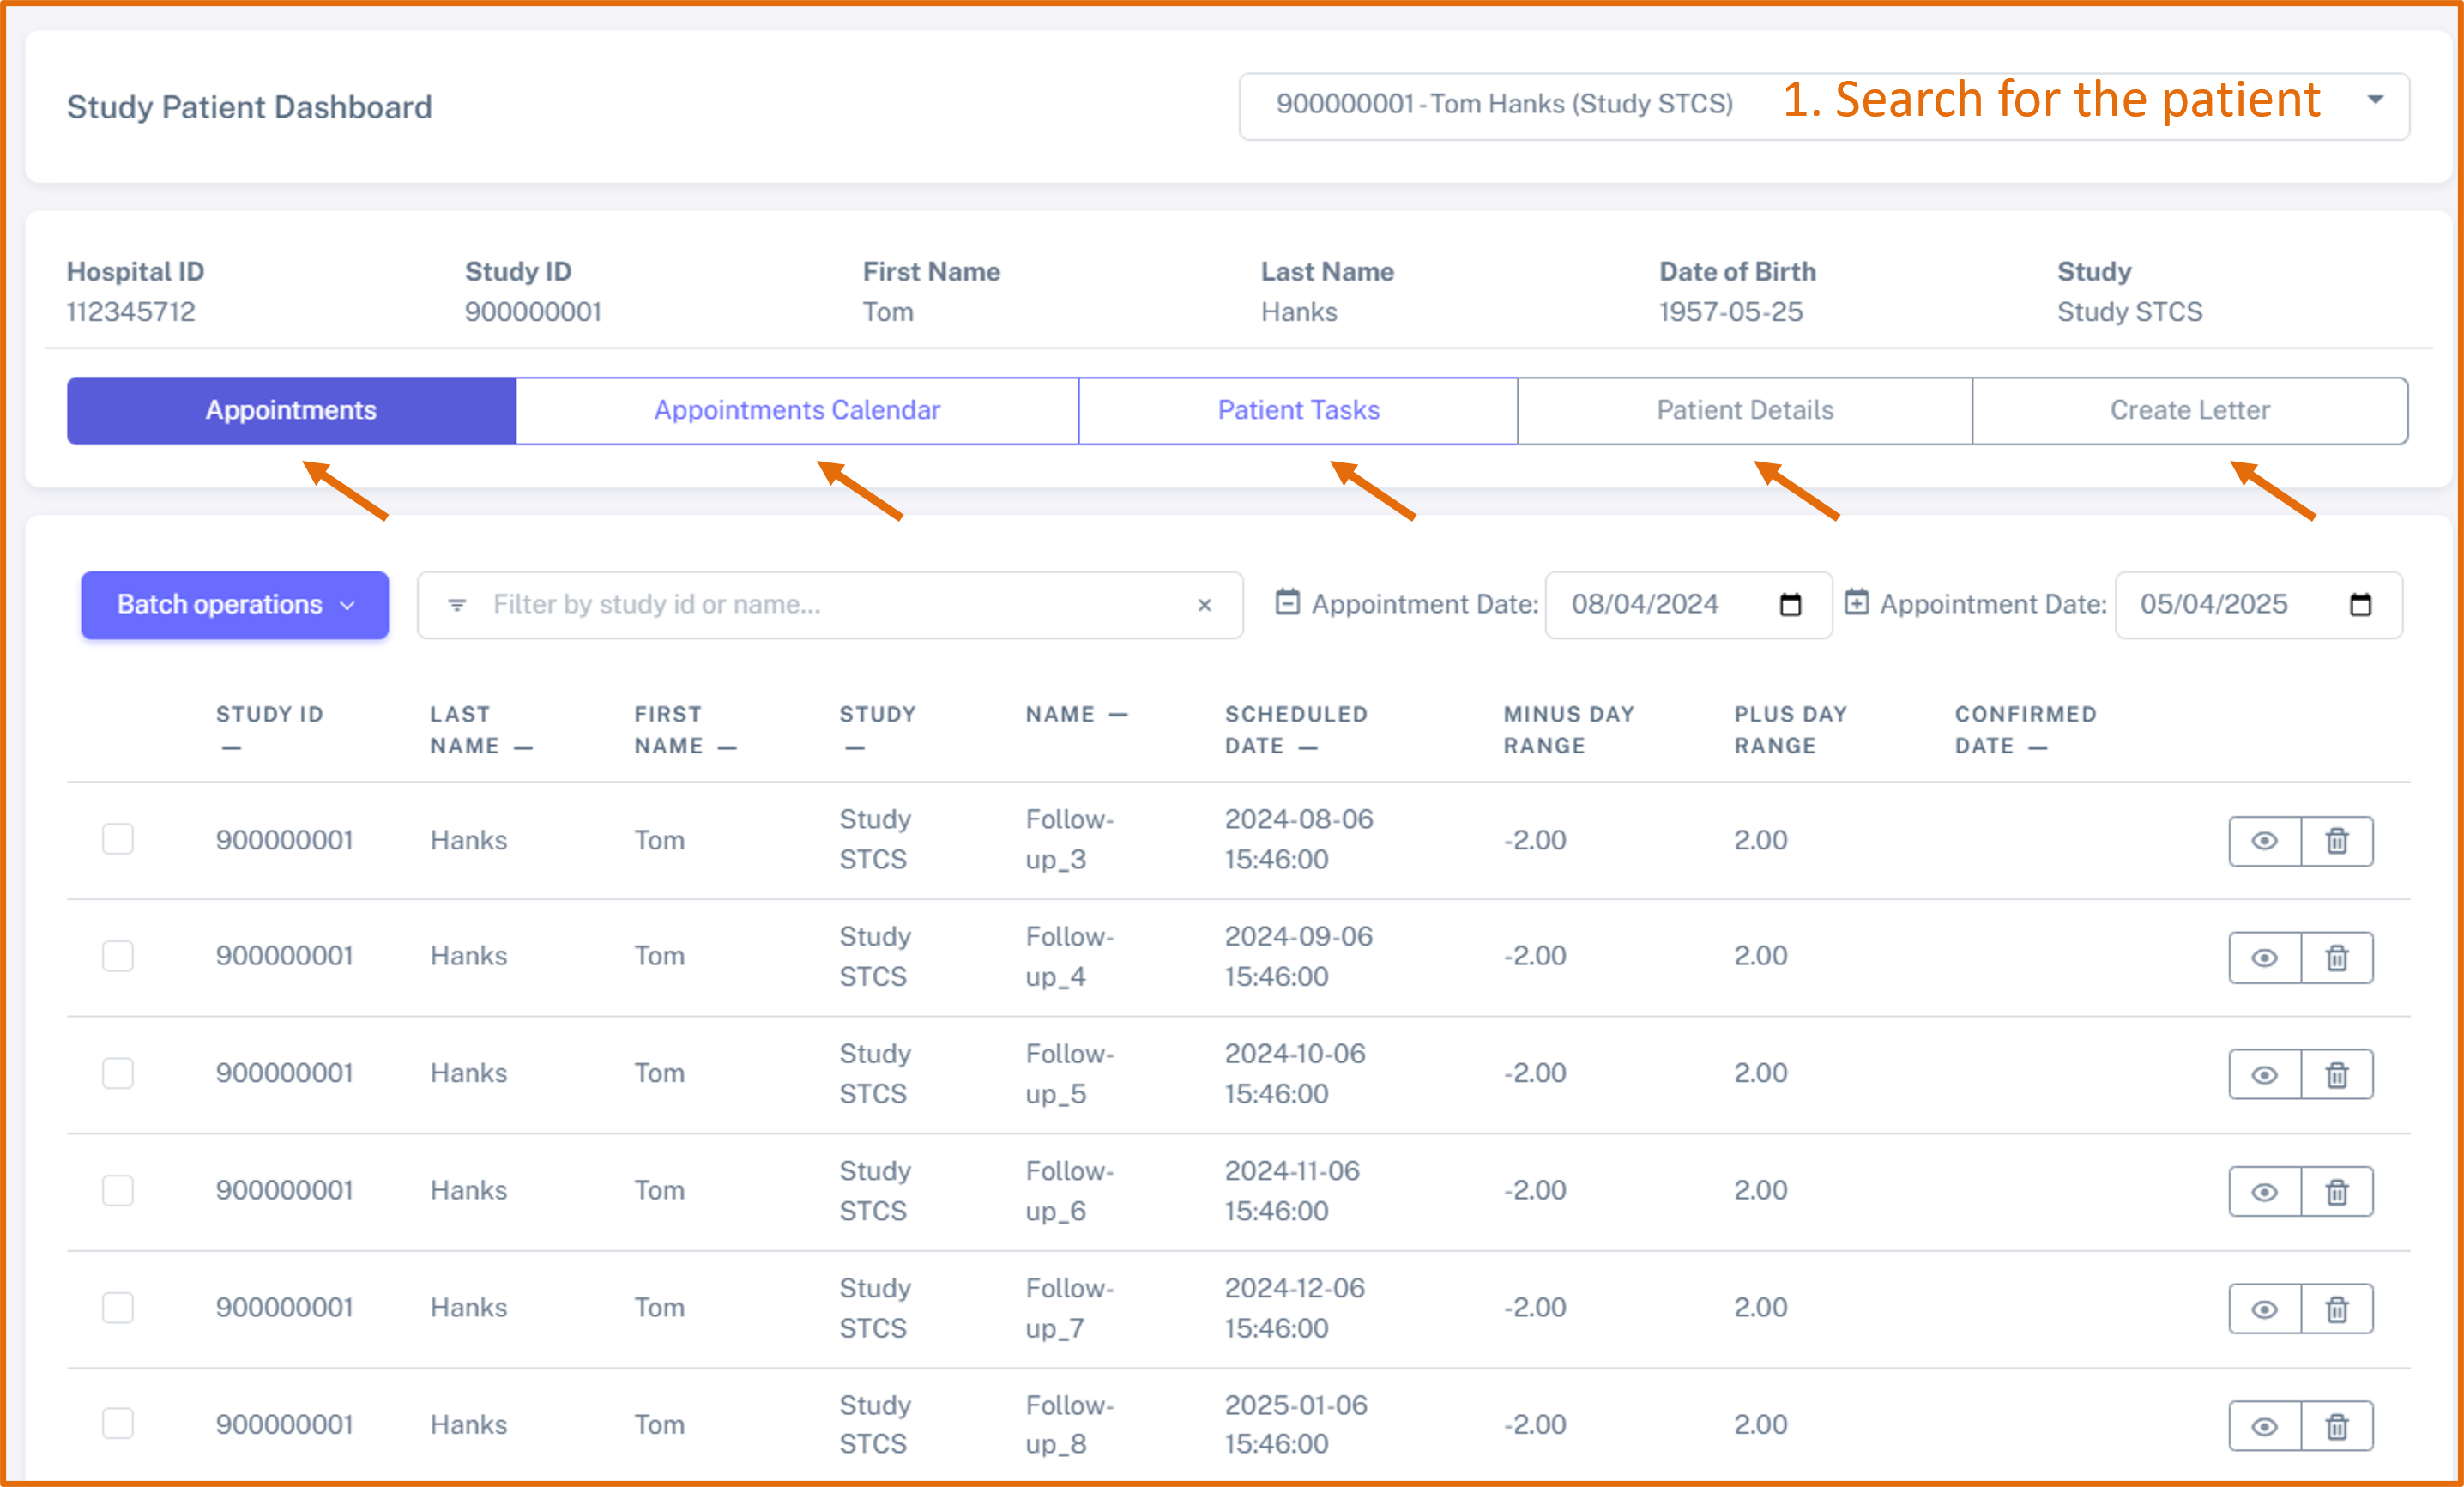 Study Patient Dashboard
900000001 - Tom Hanks (Study STCS) 1. Search for the patient
Hospital ID Study ID First Name Last Name Date of Birth Study
112345712 900000001 Tom Hanks 1957-05-25 Study STCS
Appointments Appointments Calendar Patient Tasks Patient Details Create Letter
Batch operations Filter by study id or name... × Appointment Date: 08/04/2024 Appointment Date: 05/04/2025
STUDY ID — LAST NAME — FIRST NAME — STUDY — NAME — SCHEDULED DATE — MINUS DAY RANGE PLUS DAY RANGE CONFIRMED DATE —
900000001 Hanks Tom Study STCS Follow-up_3 2024-08-06 15:46:00 -2.00 2.00
900000001 Hanks Tom Study STCS Follow-up_4 2024-09-06 15:46:00 -2.00 2.00
900000001 Hanks Tom Study STCS Follow-up_5 2024-10-06 15:46:00 -2.00 2.00
900000001 Hanks Tom Study STCS Follow-up_6 2024-11-06 15:46:00 -2.00 2.00
900000001 Hanks Tom Study STCS Follow-up_7 2024-12-06 15:46:00 -2.00 2.00
900000001 Hanks Tom Study STCS Follow-up_8 2025-01-06 15:46:00 -2.00 2.00